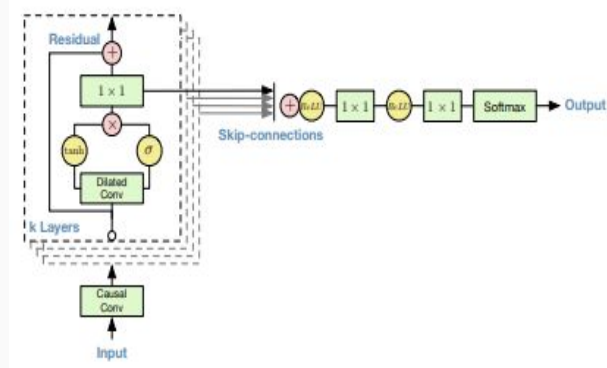 Residual
+
1 × 1
×
tanh
σ
Dilated
Conv
k Layers
Causal
Conv
Input
Skip-connections
+
ReLU
1 × 1
ReLU
1 × 1
Softmax
Output